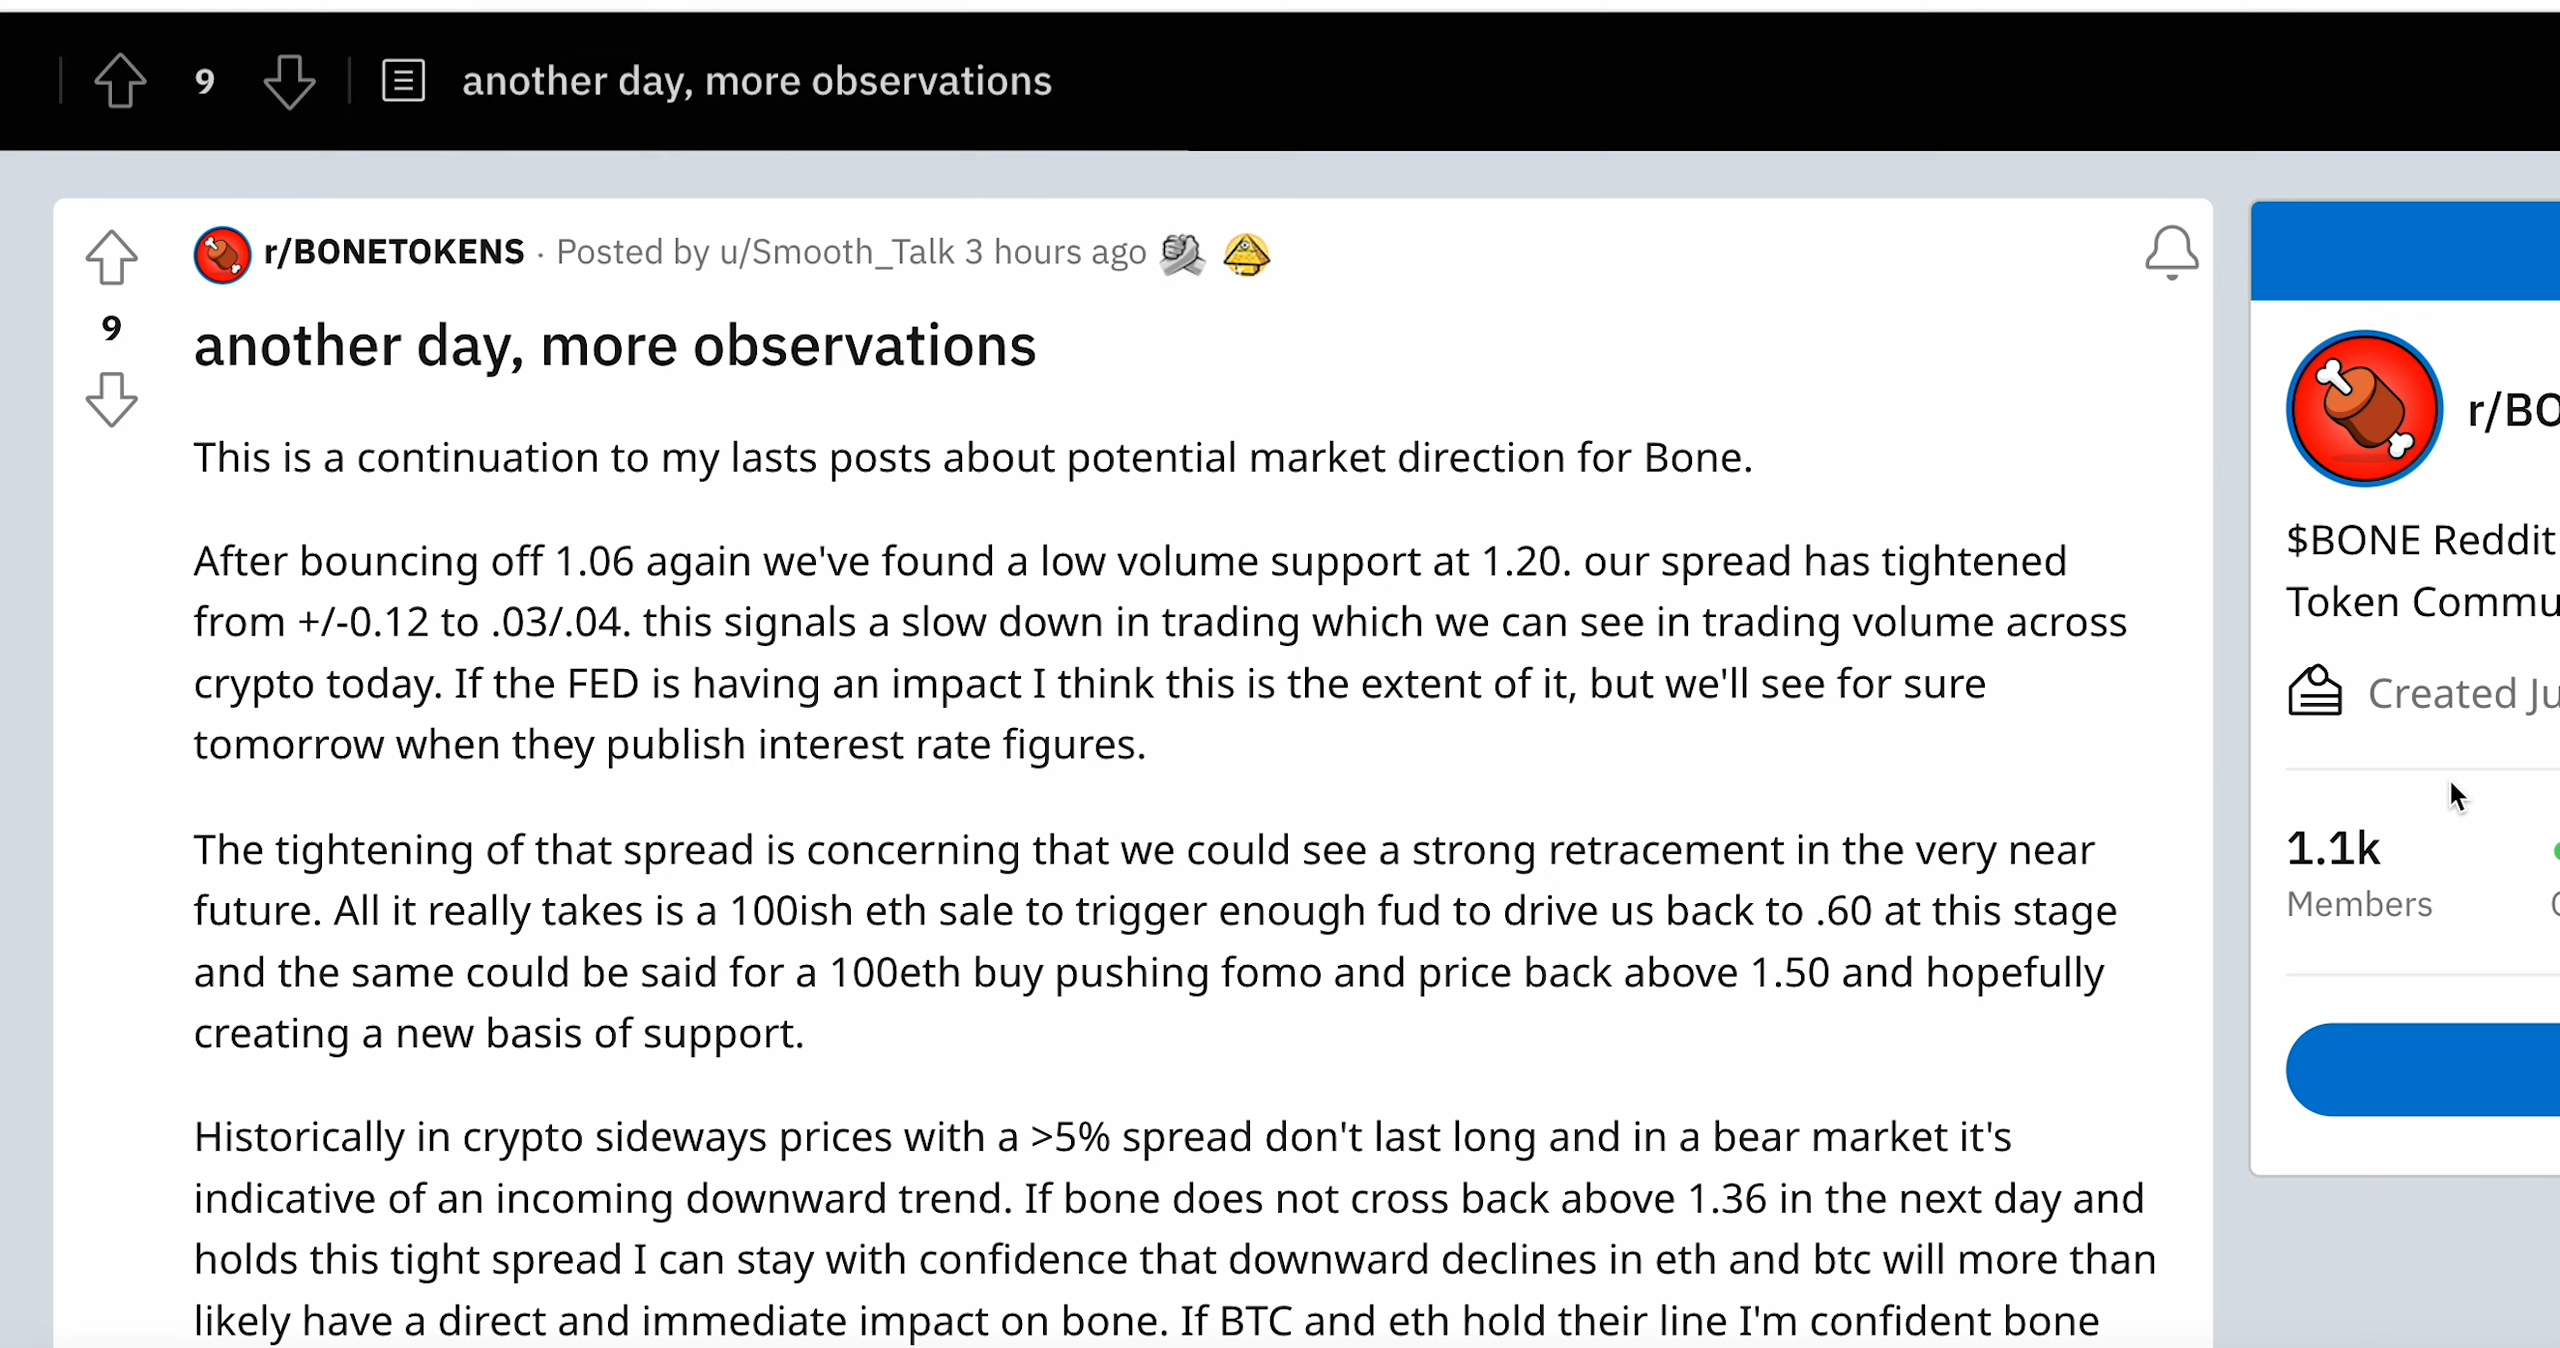 9 another day, more observations
r/BONETOKENS · Posted by u/Smooth_Talk 3 hours ago
9
another day, more observations
This is a continuation to my lasts posts about potential market direction for Bone.
After bouncing off 1.06 again we've found a low volume support at 1.20. our spread has tightened
from +/-0.12 to .03/.04. this signals a slow down in trading which we can see in trading volume across
crypto today. If the FED is having an impact I think this is the extent of it, but we'll see for sure
tomorrow when they publish interest rate figures.
The tightening of that spread is concerning that we could see a strong retracement in the very near
future. All it really takes is a 100ish eth sale to trigger enough fud to drive us back to .60 at this stage
and the same could be said for a 100eth buy pushing fomo and price back above 1.50 and hopefully
creating a new basis of support.
Historically in crypto sideways prices with a >5% spread don't last long and in a bear market it's
indicative of an incoming downward trend. If bone does not cross back above 1.36 in the next day and
holds this tight spread I can stay with confidence that downward declines in eth and btc will more than
likely have a direct and immediate impact on bone. If BTC and eth hold their line I'm confident bone
r/BO
$BONE Reddit
Token Commu
Created Ju
1.1k
Members